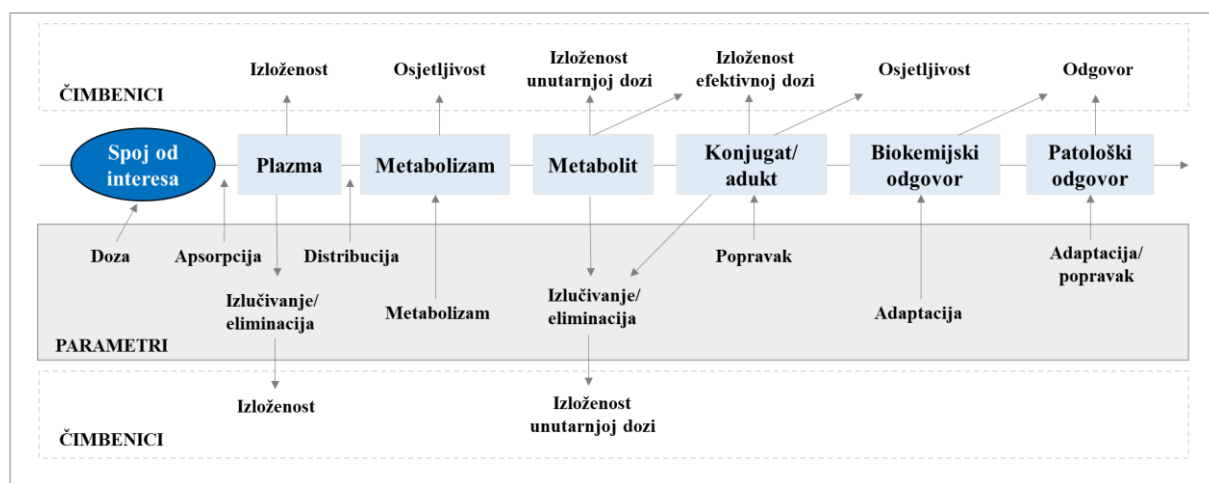 Izloženost
Osjetljivost
Izloženost
unutarnjoj dozi
Izloženost
efektivnoj dozi
Osjetljivost
Odgovor
ČIMBENICI
Spoj od
interesa
Plazma
Metabolizam
Metabolit
Konjugat/
adukt
Biokemijski
odgovor
Patološki
odgovor
Doza
Apsorpcija
Distribucija
Popravak
Adaptacija/
popravak
Izlučivanje/
eliminacija
Metabolizam
Izlučivanje/
eliminacija
Adaptacija
PARAMETRI
Izloženost
Izloženost
unutarnjoj dozi
ČIMBENICI